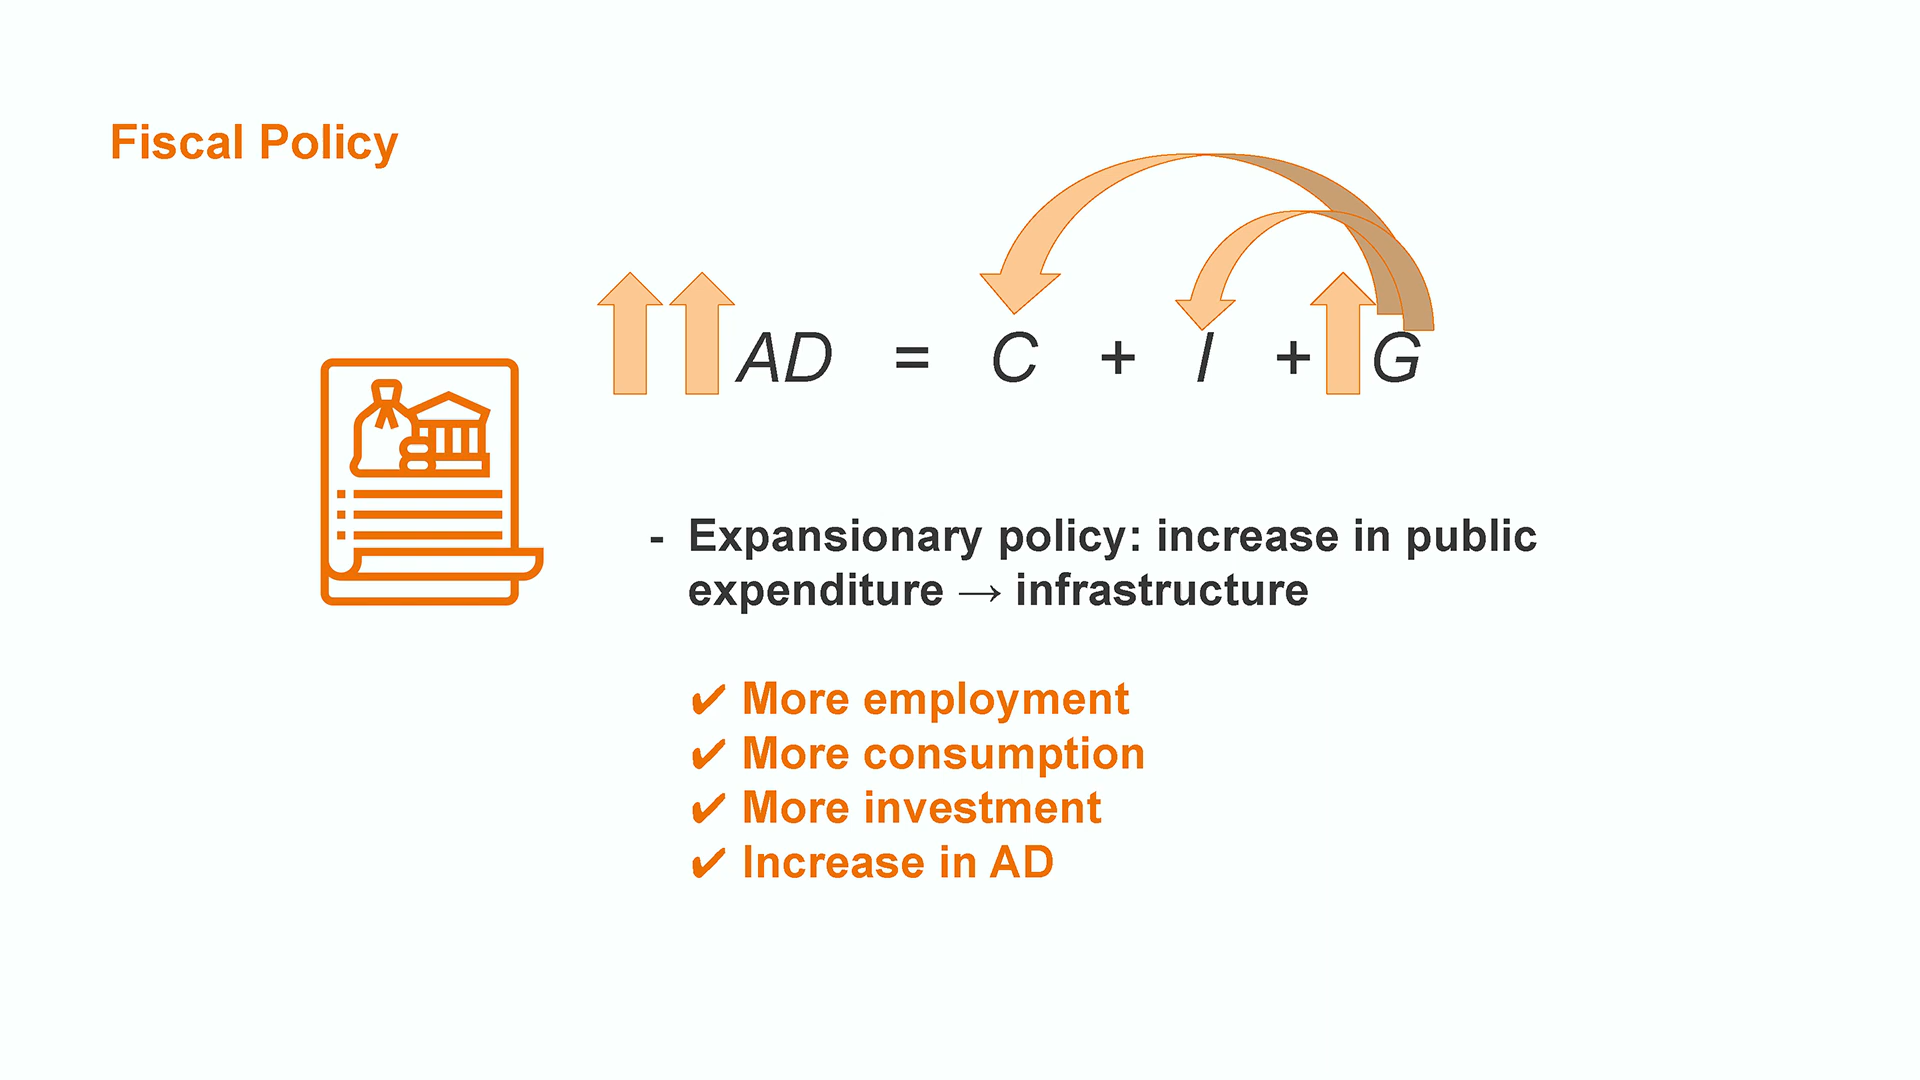 Fiscal Policy
AD = C + I + G
- Expansionary policy: increase in public
expenditure → infrastructure
✔ More employment
✔ More consumption
✔ More investment
✔ Increase in AD